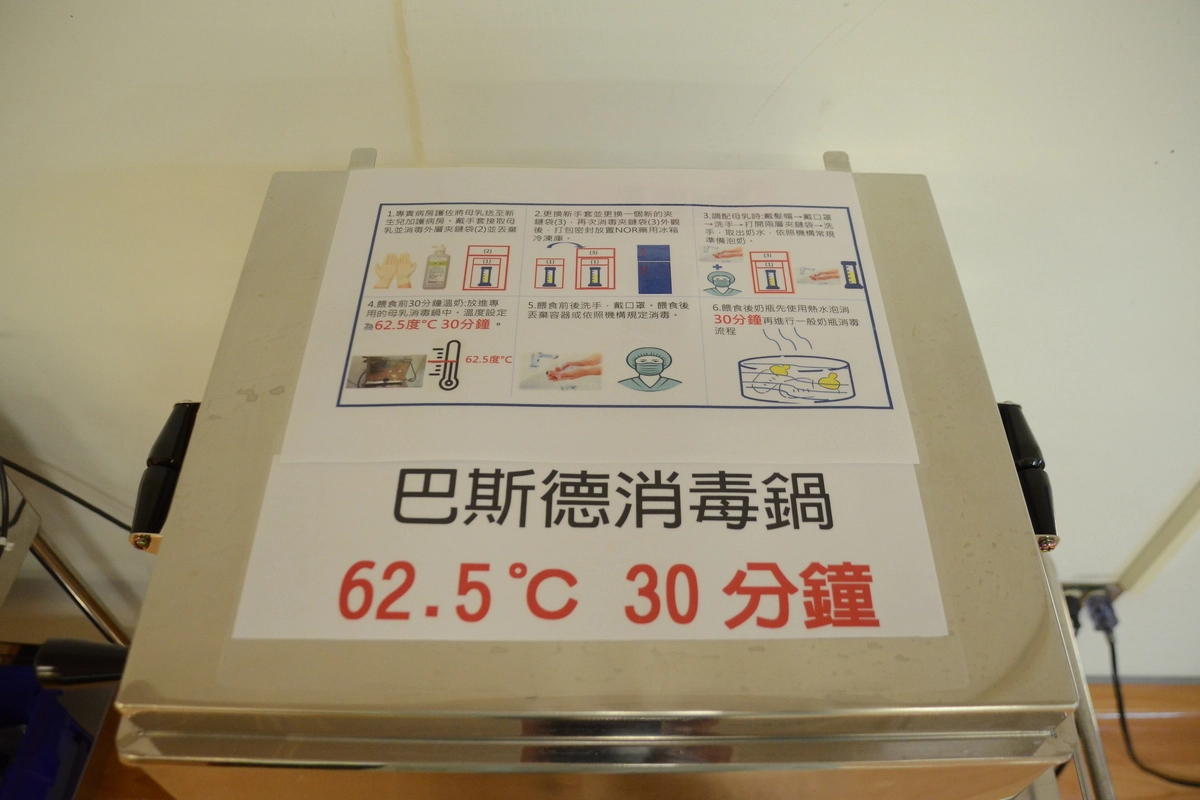 1.專責病房護佐將母乳送至新
生兒加護病房。戴手套接取母
乳並消毒外層夾鏈袋(2)並丟棄
(2)
(1)
2.更換新手套並更換一個新的夾
鏈袋(3)，再次消毒夾鏈袋(3)外觀
後，打包密封放置NOR藥用冰箱
冷凍庫。
(3)
(1)
(1)
3.調配母乳時:戴髮帽→戴口罩
→洗手→打開兩層夾鏈袋→洗
手，取出奶水，依照機構常規
準備泡奶。
(3)
(1)
4.餵食前30分鐘溫奶:放進專
用的母乳消毒鍋中。溫度設定
為62.5度°C 30分鐘。
62.5度°C
5.餵食前後洗手，戴口罩。餵食後
丟棄容器或依照機構規定消毒。
6.餵食後奶瓶先使用熱水泡消
30分鐘再進行一般奶瓶消毒
流程
巴斯德消毒鍋
62.5℃ 30分鐘